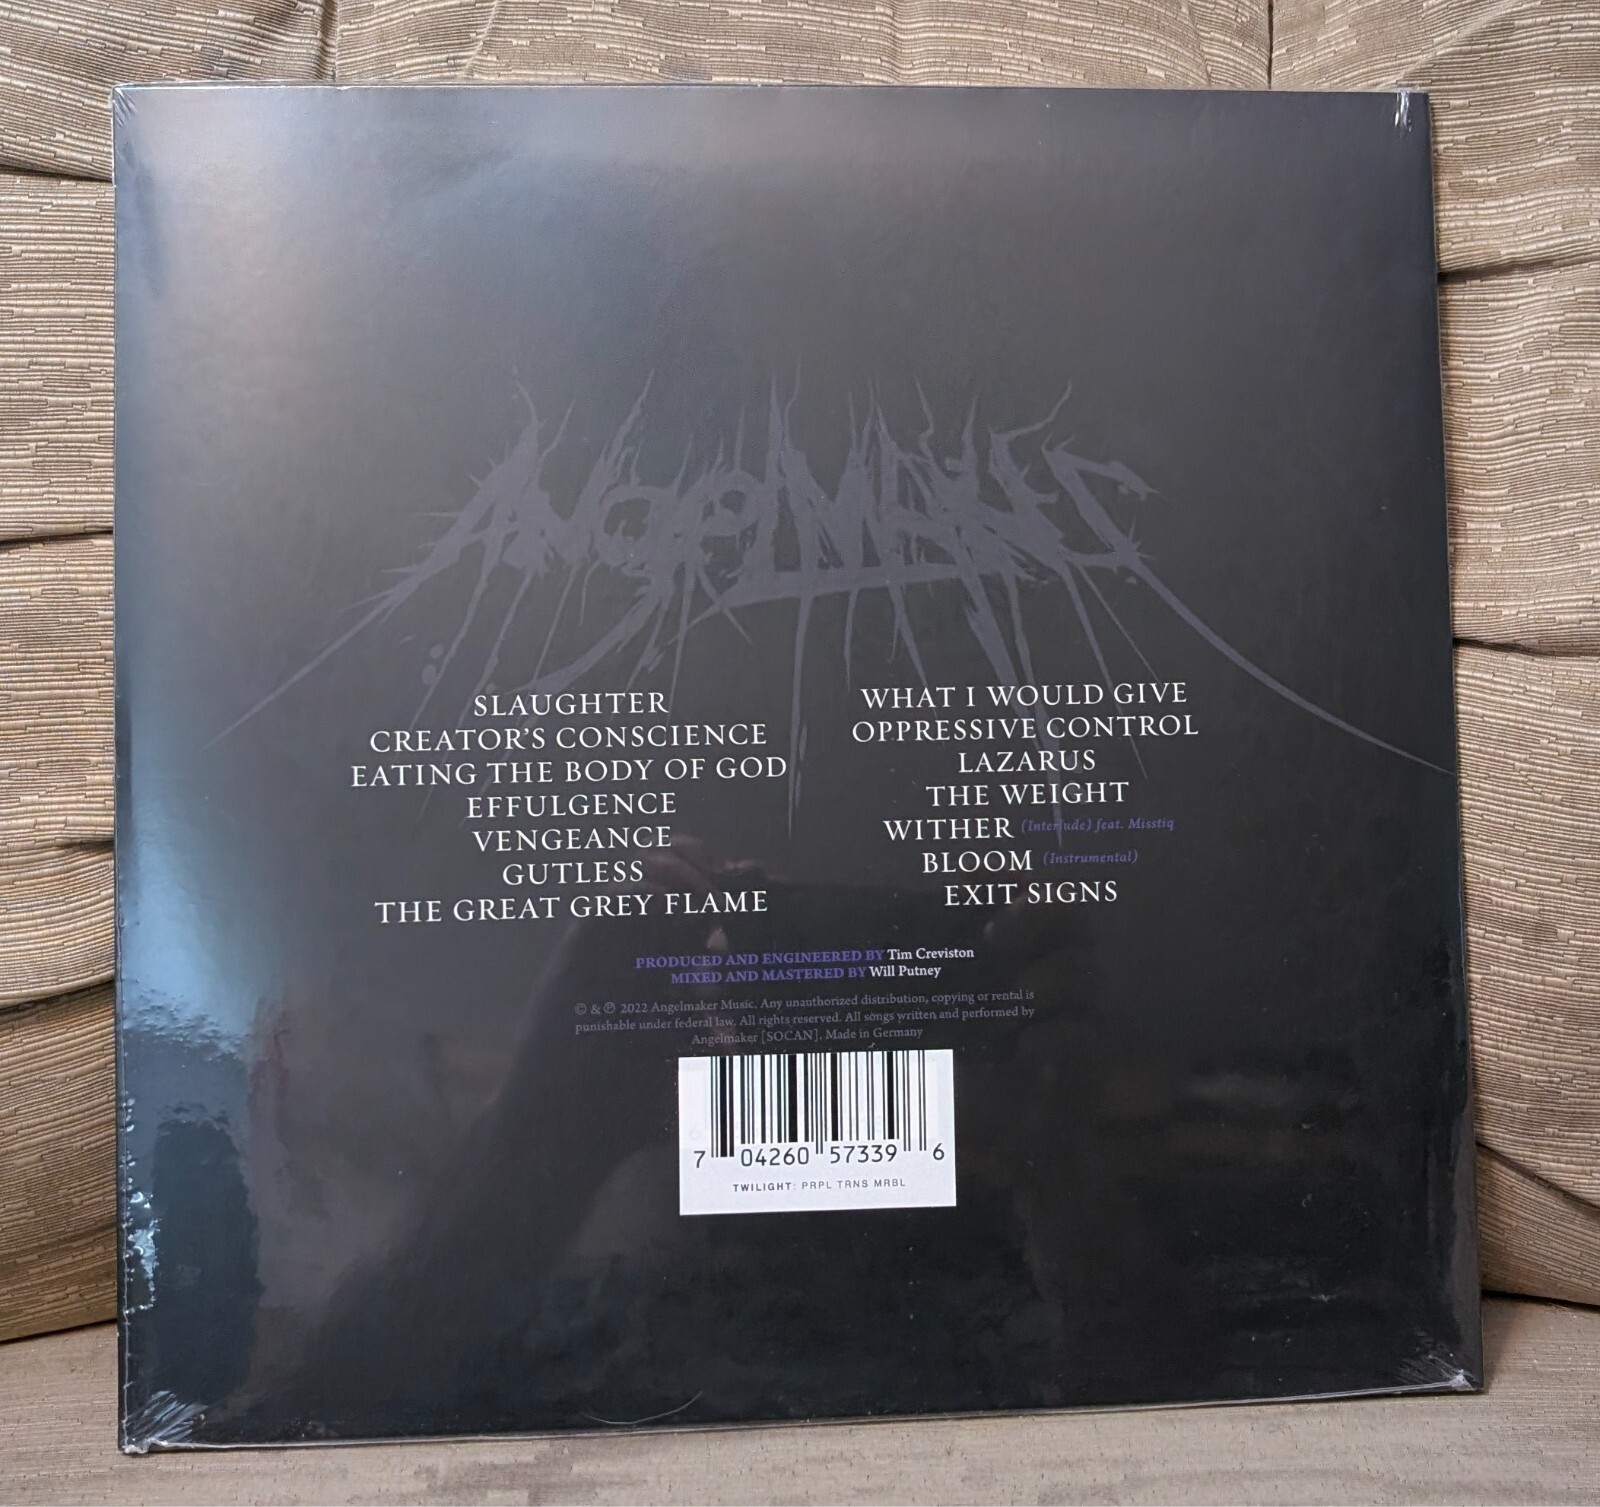 ANGELMAKER
SLAUGHTER
CREATOR'S CONSCIENCE
EATING THE BODY OF GOD
EFFULGENCE
VENGEANCE
GUTLESS
THE GREAT GREY FLAME
WHAT I WOULD GIVE
OPPRESSIVE CONTROL
LAZARUS
THE WEIGHT
WITHER (Interlude) feat. Misstiq
BLOOM (Instrumental)
EXIT SIGNS
PRODUCED AND ENGINEERED BY Tim Creviston
MIXED AND MASTERED BY Will Putney
© & ℗ 2022 Angelmaker Music. Any unauthorized distribution, copying or rental is
punishable under federal law. All rights reserved. All songs written and performed by
Angelmaker [SOCAN]. Made in Germany
7 04260 57339 6
TWILIGHT: PRPL TRNS MRBL